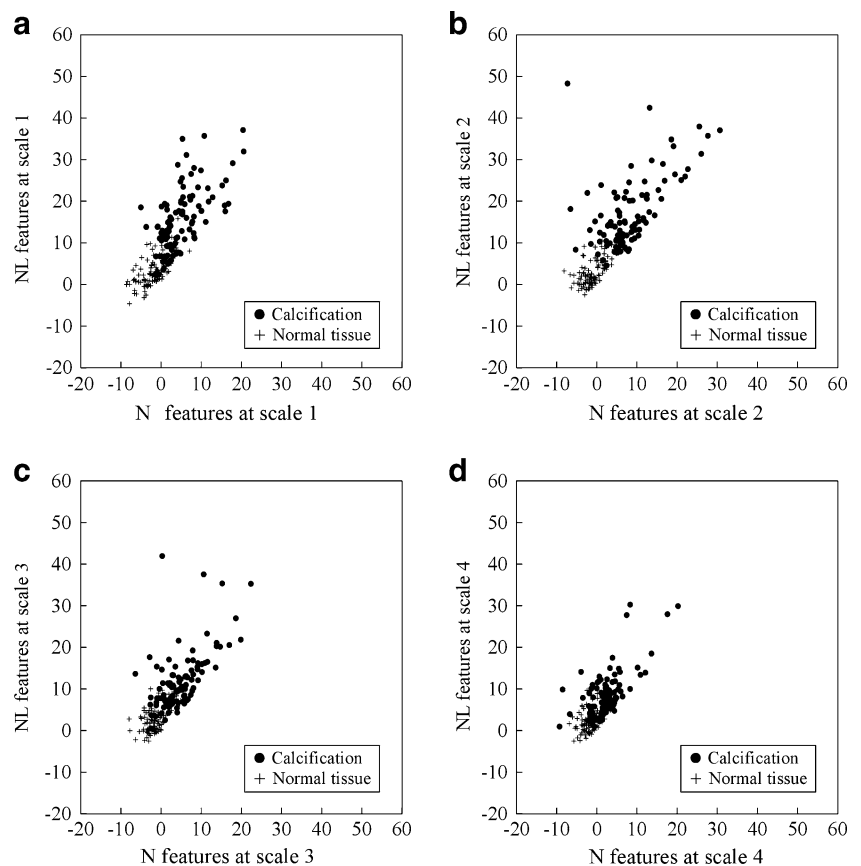 a
60
50
40
30
20
10
0
-10
-20
NL features at scale 1
Calcification
Normal tissue
-20 -10 0 10 20 30 40 50 60
N features at scale 1
b
60
50
40
30
20
10
0
-10
-20
NL features at scale 2
Calcification
Normal tissue
-20 -10 0 10 20 30 40 50 60
N features at scale 2
c
60
50
40
30
20
10
0
-10
-20
NL features at scale 3
Calcification
Normal tissue
-20 -10 0 10 20 30 40 50 60
N features at scale 3
d
60
50
40
30
20
10
0
-10
-20
NL features at scale 4
Calcification
Normal tissue
-20 -10 0 10 20 30 40 50 60
N features at scale 4